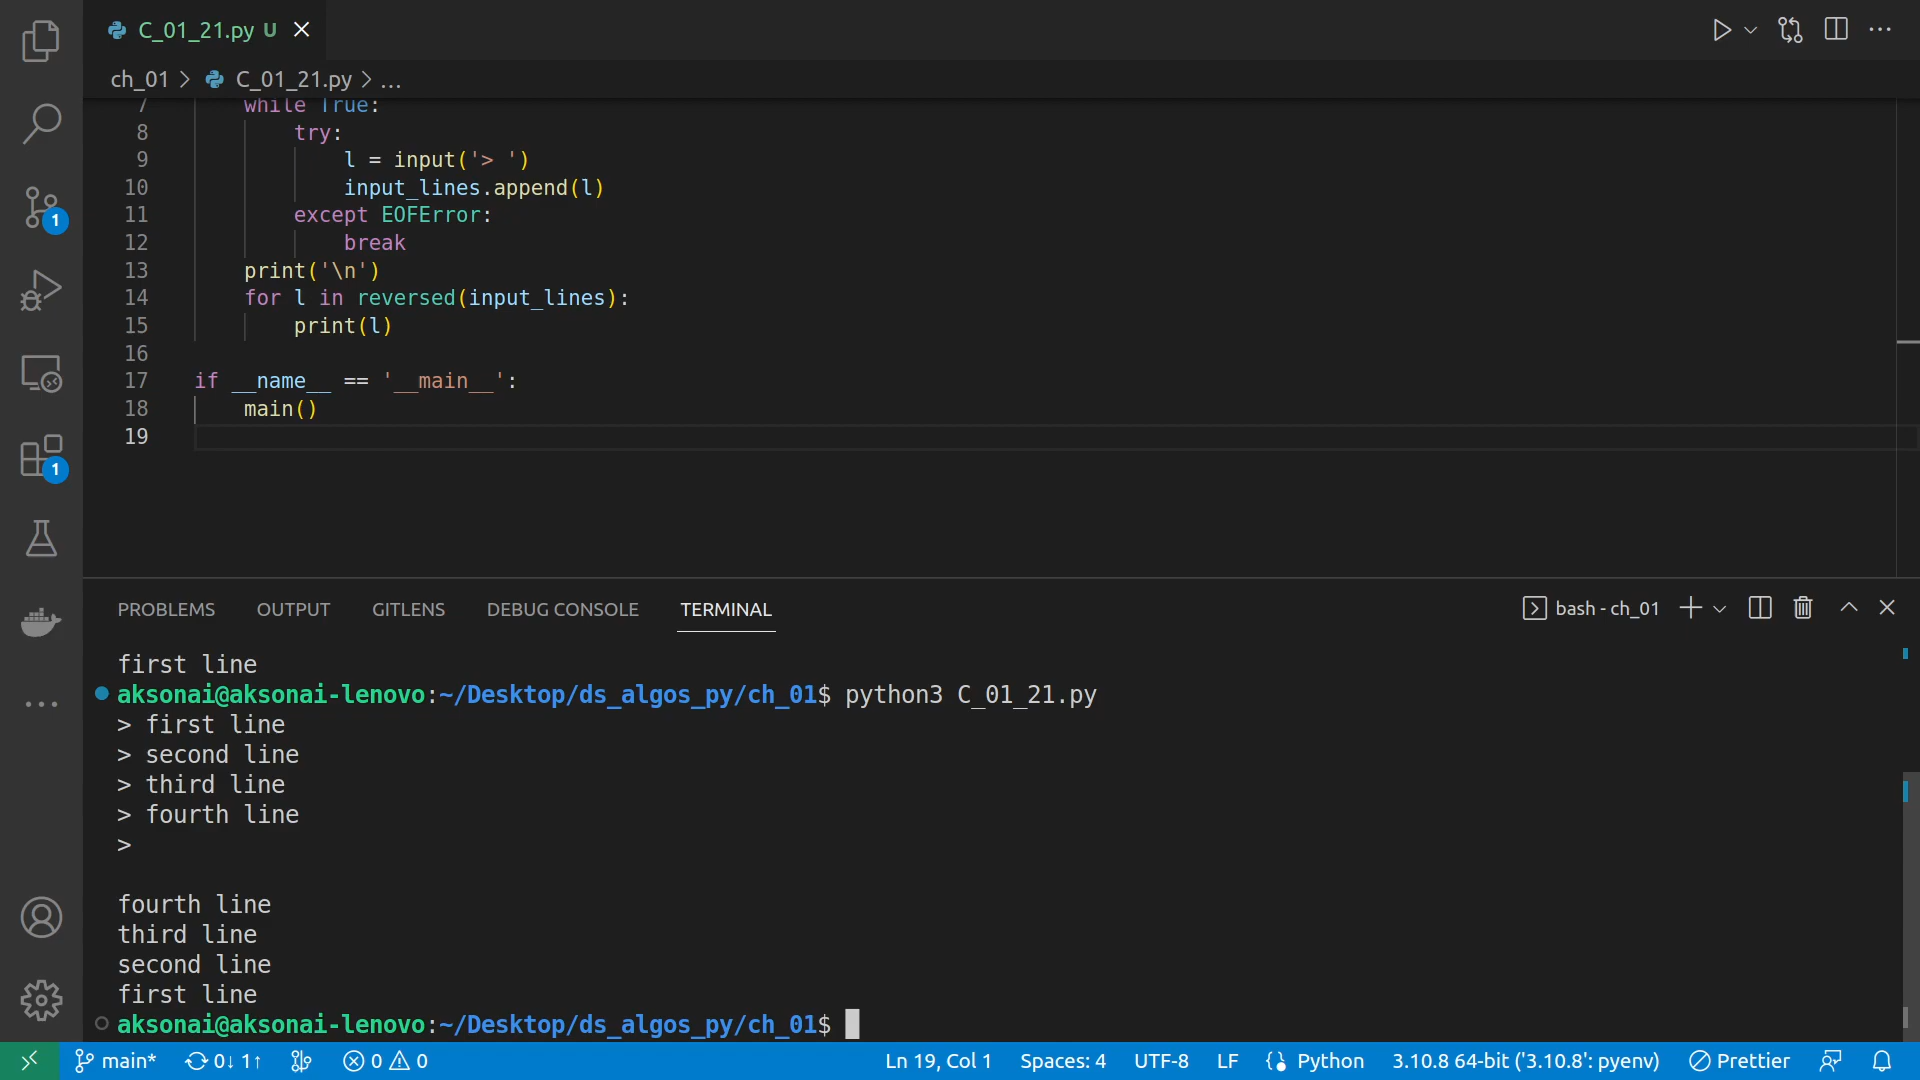 C_01_21.py U
ch_01 > C_01_21.py > ...
7 while True:
8 try:
9 l = input('> ')
10 input_lines.append(l)
11 except EOFError:
12 break
13 print('\n')
14 for l in reversed(input_lines):
15 print(l)
16
17 if __name__ == '__main__':
18 main()
19
1
1
PROBLEMS OUTPUT GITLENS DEBUG CONSOLE TERMINAL bash - ch_01
first line
aksonai@aksonai-lenovo:~/Desktop/ds_algos_py/ch_01$ python3 C_01_21.py
> first line
> second line
> third line
> fourth line
>
fourth line
third line
second line
first line
aksonai@aksonai-lenovo:~/Desktop/ds_algos_py/ch_01$
main* 0↓ 1↑ 0 0 Ln 19, Col 1 Spaces: 4 UTF-8 LF Python 3.10.8 64-bit ('3.10.8': pyenv) Prettier